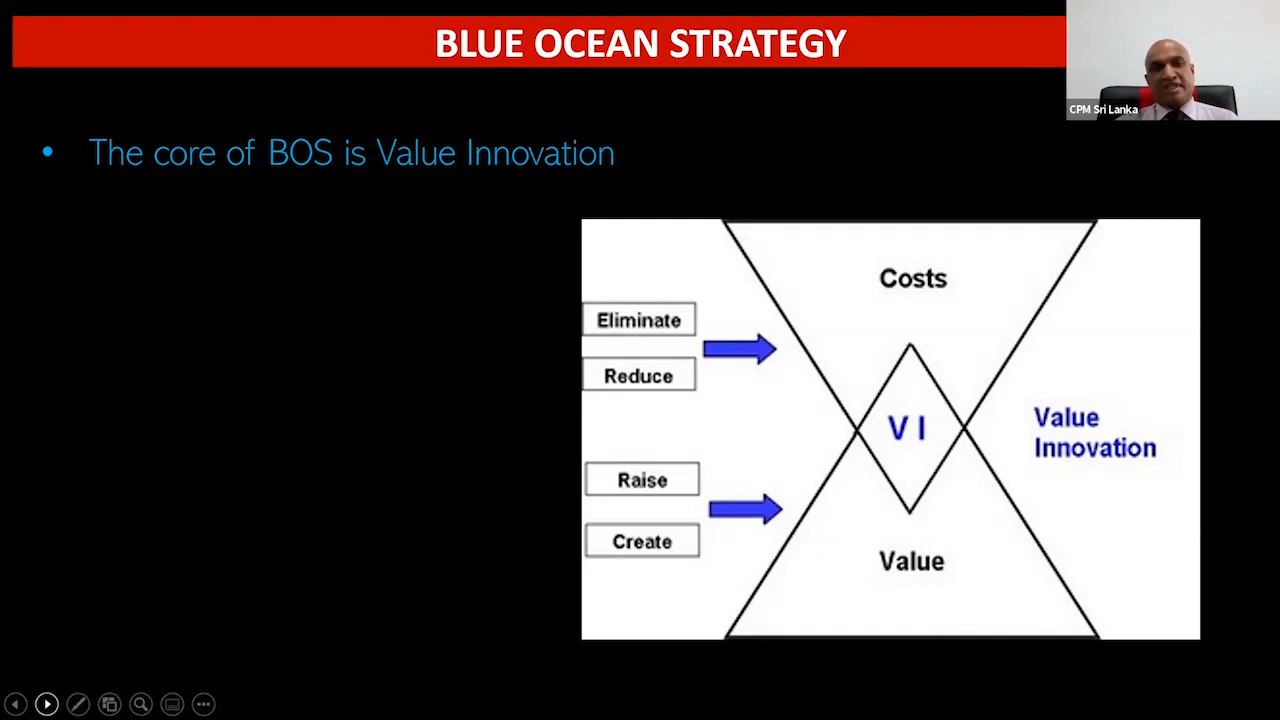 BLUE OCEAN STRATEGY
CPM Sri Lanka
• The core of BOS is Value Innovation
Costs
Eliminate
Reduce
V I
Value
Innovation
Raise
Create
Value